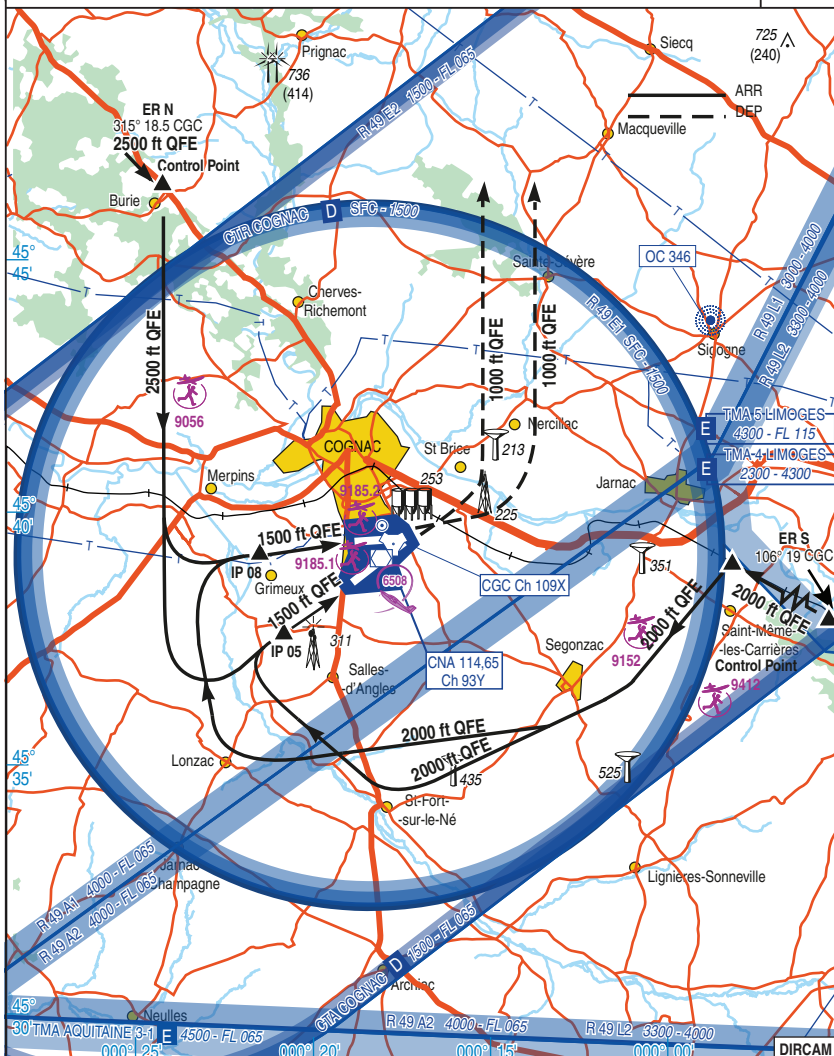 Prignac
736
(414)
Siecq
725
(240)
ARR
DEP
R 49 E2 1500 - FL 065
ER N
315° 18.5 CGC
2500 ft QFE
Control Point
Macqueville
Burie
CTR COGNAC D SFC - 1500
45°
45'
T
T
T
T
T
T
T
T
Sainte-Sévère
OC 346
Cherves-
Richemont
R 49 E1 SFC - 1500
R 49 L1 3000 - 4000
R 49 L2 3300 - 4000
Sigogne
2500 ft QFE
1000 ft QFE
1000 ft QFE
9056
E
TMA 5 LIMOGES
4300 - FL 115
E
TMA 4 LIMOGES
2300 - 4300
COGNAC
Nercillac
St Brice
213
Merpins
253
Jarnac
9185.2
225
45°
40'
1500 ft QFE
ER S
106° 19 CGC
IP 08
9185.1
351
Grimeux
6508
CGC Ch 109X
2000 ft QFE
1500 ft QFE
2000 ft QFE
IP 05
311
Saint-Même-
-les-Carrières
Control Point
9152
Segonzac
CNA 114,65
Ch 93Y
Salles-
-d'Angles
9412
2000 ft QFE
2000 ft QFE
Lonzac
45°
35'
435
525
St-Fort-
-sur-le-Né
Jarnac
Champagne
Lignieres-Sonneville
R 49 A1 4000 - FL 065
R 49 A2 4000 - FL 065
CTA COGNAC D 1500 - FL 065
Archiac
45°
30'
Neulles
TMA AQUITAINE 3-1 E 4500 - FL 065
R 49 A2 4000 - FL 065
R 49 L2 3300 - 4000
000° 25'
000° 20'
000° 15'
000° 10'
DIRCAM